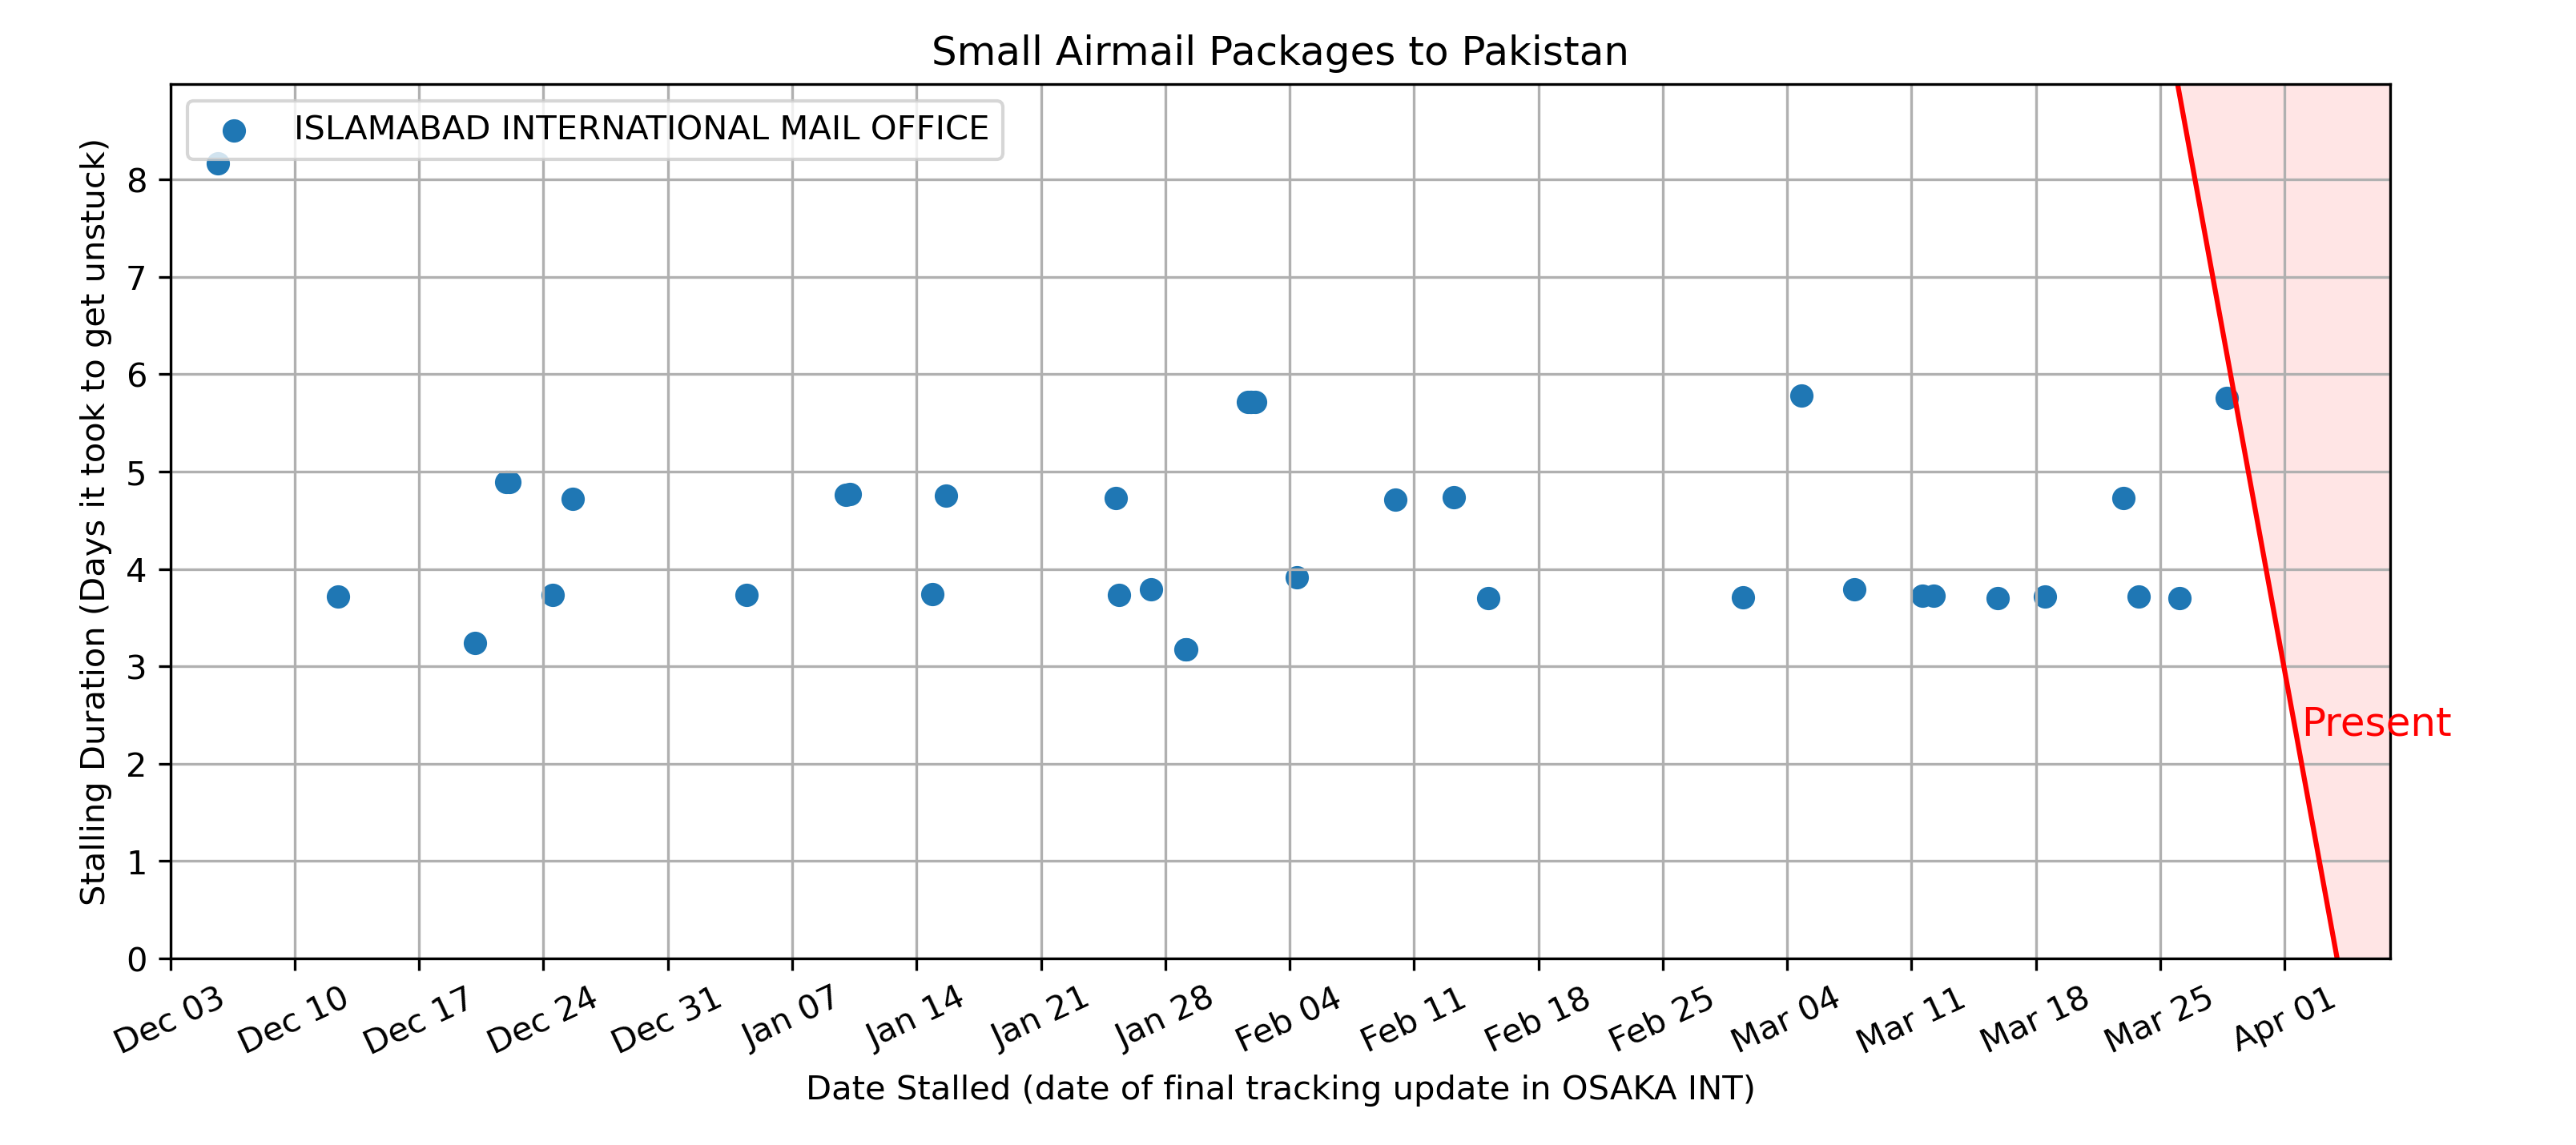 Small Airmail Packages to Pakistan
ISLAMABAD INTERNATIONAL MAIL OFFICE
Stalling Duration (Days it took to get unstuck)
8
7
6
5
4
3
2
1
0
Present
Dec 03 Dec 10 Dec 17 Dec 24 Dec 31 Jan 07 Jan 14 Jan 21 Jan 28 Feb 04 Feb 11 Feb 18 Feb 25 Mar 04 Mar 11 Mar 18 Mar 25 Apr 01
Date Stalled (date of final tracking update in OSAKA INT)